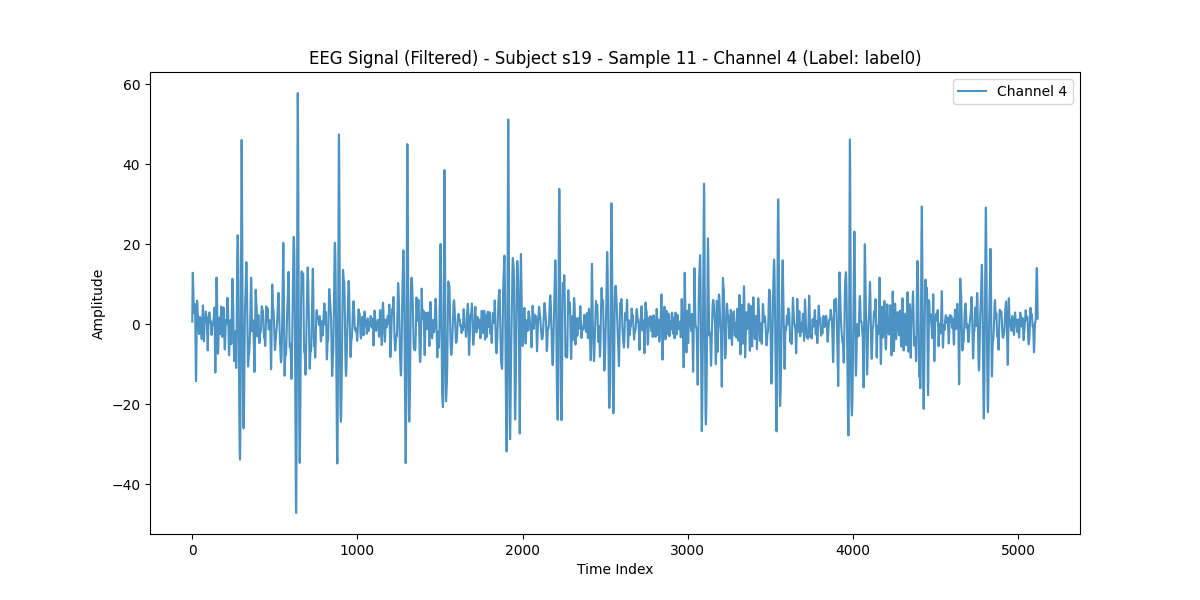 EEG Signal (Filtered) - Subject s19 - Sample 11 - Channel 4 (Label: label0)
Channel 4
60
40
20
0
−20
−40
Amplitude
0 1000 2000 3000 4000 5000
Time Index